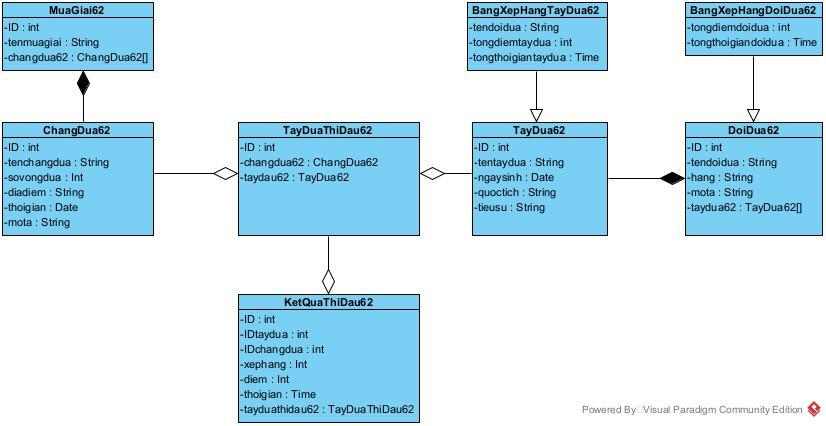 MuaGiai62
-ID : int
-tenmuagiai : String
-changdua62 : ChangDua62[]
BangXepHangTayDua62
-tendoidua : String
-tongdiemtaydua : int
-tongthoigiantaydua : Time
BangXepHangDoiDua62
-tongdiemdoidua : int
-tongthoigiandoidua : Time
ChangDua62
-ID : int
-tenchangdua : String
-sovongdua : Int
-diadiem : String
-thoigian : Date
-mota : String
TayDuaThiDau62
-ID : int
-changdua62 : ChangDua62
-taydau62 : TayDua62
TayDua62
-ID : int
-tentaydua : String
-ngaysinh : Date
-quoctich : String
-tieusu : String
DoiDua62
-ID : int
-tendoidua : String
-hang : String
-mota : String
-taydua62 : TayDua62[]
KetQuaThiDau62
-ID : int
-IDtaydua : int
-IDchangdua : int
-xephang : Int
-diem : Int
-thoigian : Time
-tayduathidau62 : TayDuaThiDau62
Powered By Visual Paradigm Community Edition